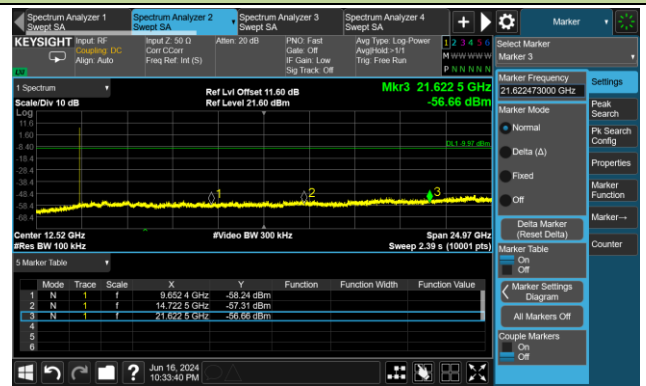 Spectrum Analyzer 1
Swept SA
Spectrum Analyzer 2
Swept SA
Spectrum Analyzer 3
Swept SA
Spectrum Analyzer 4
Swept SA
Marker
KEYSIGHT
Input: RF
Coupling: DC
Align: Auto
Input Z: 50 Ω
Corr CCorr
Freq Ref: Int (S)
Atten: 20 dB
PNO: Fast
Gate: Off
IF Gain: Low
Sig Track: Off
Avg Type: Log-Power
Avg|Hold:>1/1
Trig: Free Run
1 2 3 4 5 6
M W W W W W
P N N N N N
LW
Select Marker
Marker 3
1 Spectrum
Scale/Div 10 dB
Ref Lvl Offset 11.60 dB
Ref Level 21.60 dBm
Mkr3 21.622 5 GHz
-56.66 dBm
Log
11.6
1.60
-8.40
-18.4
-28.4
-38.4
-48.4
-58.4
-68.4
DL1 -9.97 dBm
1
2
3
Center 12.52 GHz
#Res BW 100 kHz
#Video BW 300 kHz
Span 24.97 GHz
Sweep 2.39 s (10001 pts)
5 Marker Table
Mode Trace Scale X Y Function Function Width Function Value
1 N 1 f 9.652 4 GHz -58.24 dBm
2 N 1 f 14.722 5 GHz -57.31 dBm
3 N 1 f 21.622 5 GHz -56.66 dBm
4
5
6
Marker Frequency
21.622473000 GHz
Marker Mode
Normal
Delta (Δ)
Fixed
Off
Delta Marker
(Reset Delta)
Marker Table
On
Off
Marker Settings
Diagram
All Markers Off
Couple Markers
On
Off
Settings
Peak
Search
Pk Search
Config
Properties
Marker
Function
Marker→
Counter
?
Jun 16, 2024
10:33:40 PM